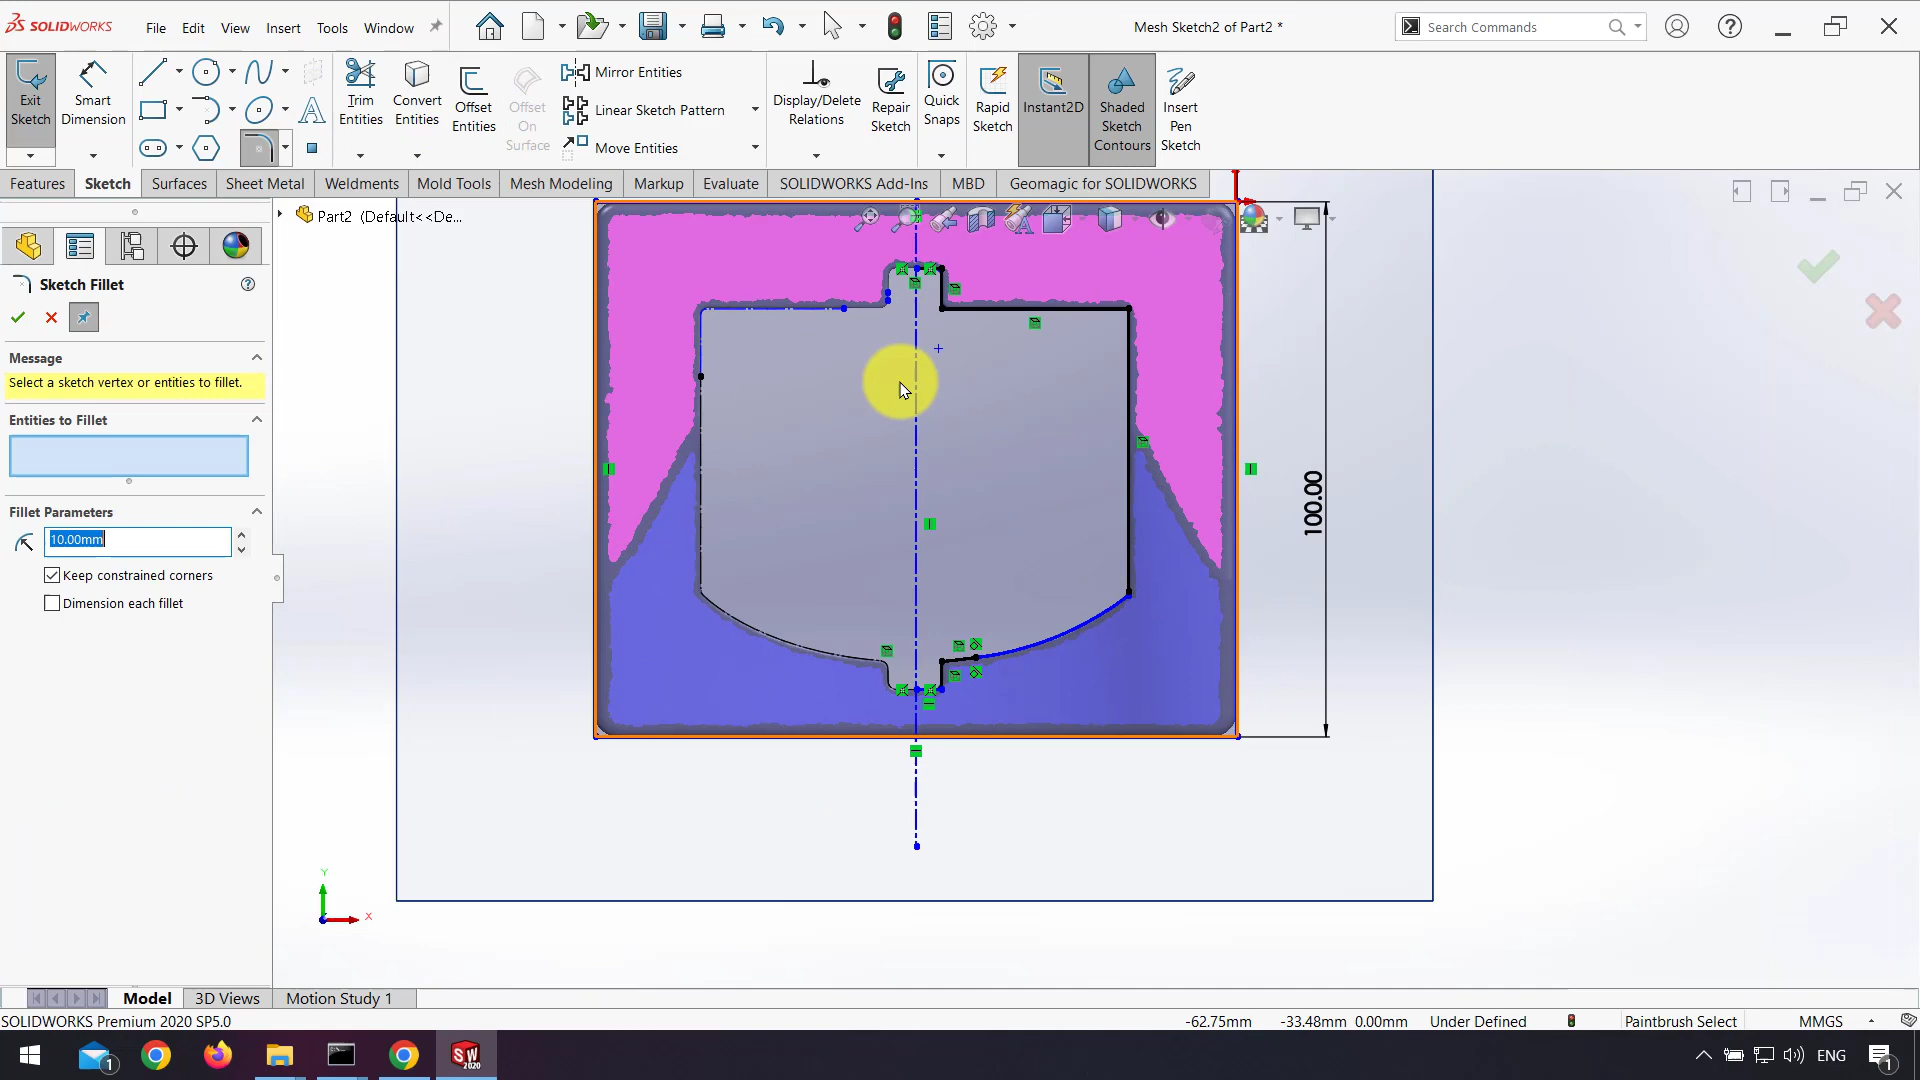 SOLIDWORKS
File
Edit
View
Insert
Tools
Window
Mesh Sketch2 of Part2 *
Search Commands
Exit Sketch
Smart Dimension
Trim Entities
Convert Entities
Offset Entities
Offset On Surface
Mirror Entities
Linear Sketch Pattern
Move Entities
Display/Delete Relations
Repair Sketch
Quick Snaps
Rapid Sketch
Instant2D
Shaded Sketch Contours
Insert Pen Sketch
Features
Sketch
Surfaces
Sheet Metal
Weldments
Mold Tools
Mesh Modeling
Markup
Evaluate
SOLIDWORKS Add-Ins
MBD
Geomagic for SOLIDWORKS
Part2 (Default<<De...
Sketch Fillet
Message
Select a sketch vertex or entities to fillet.
Entities to Fillet
Fillet Parameters
10.00mm
Keep constrained corners
Dimension each fillet
100.00
Y
X
Model
3D Views
Motion Study 1
SOLIDWORKS Premium 2020 SP5.0
-62.75mm
-33.48mm
0.00mm
Under Defined
Paintbrush Select
MMGS
1
SW
2020
ENG
1